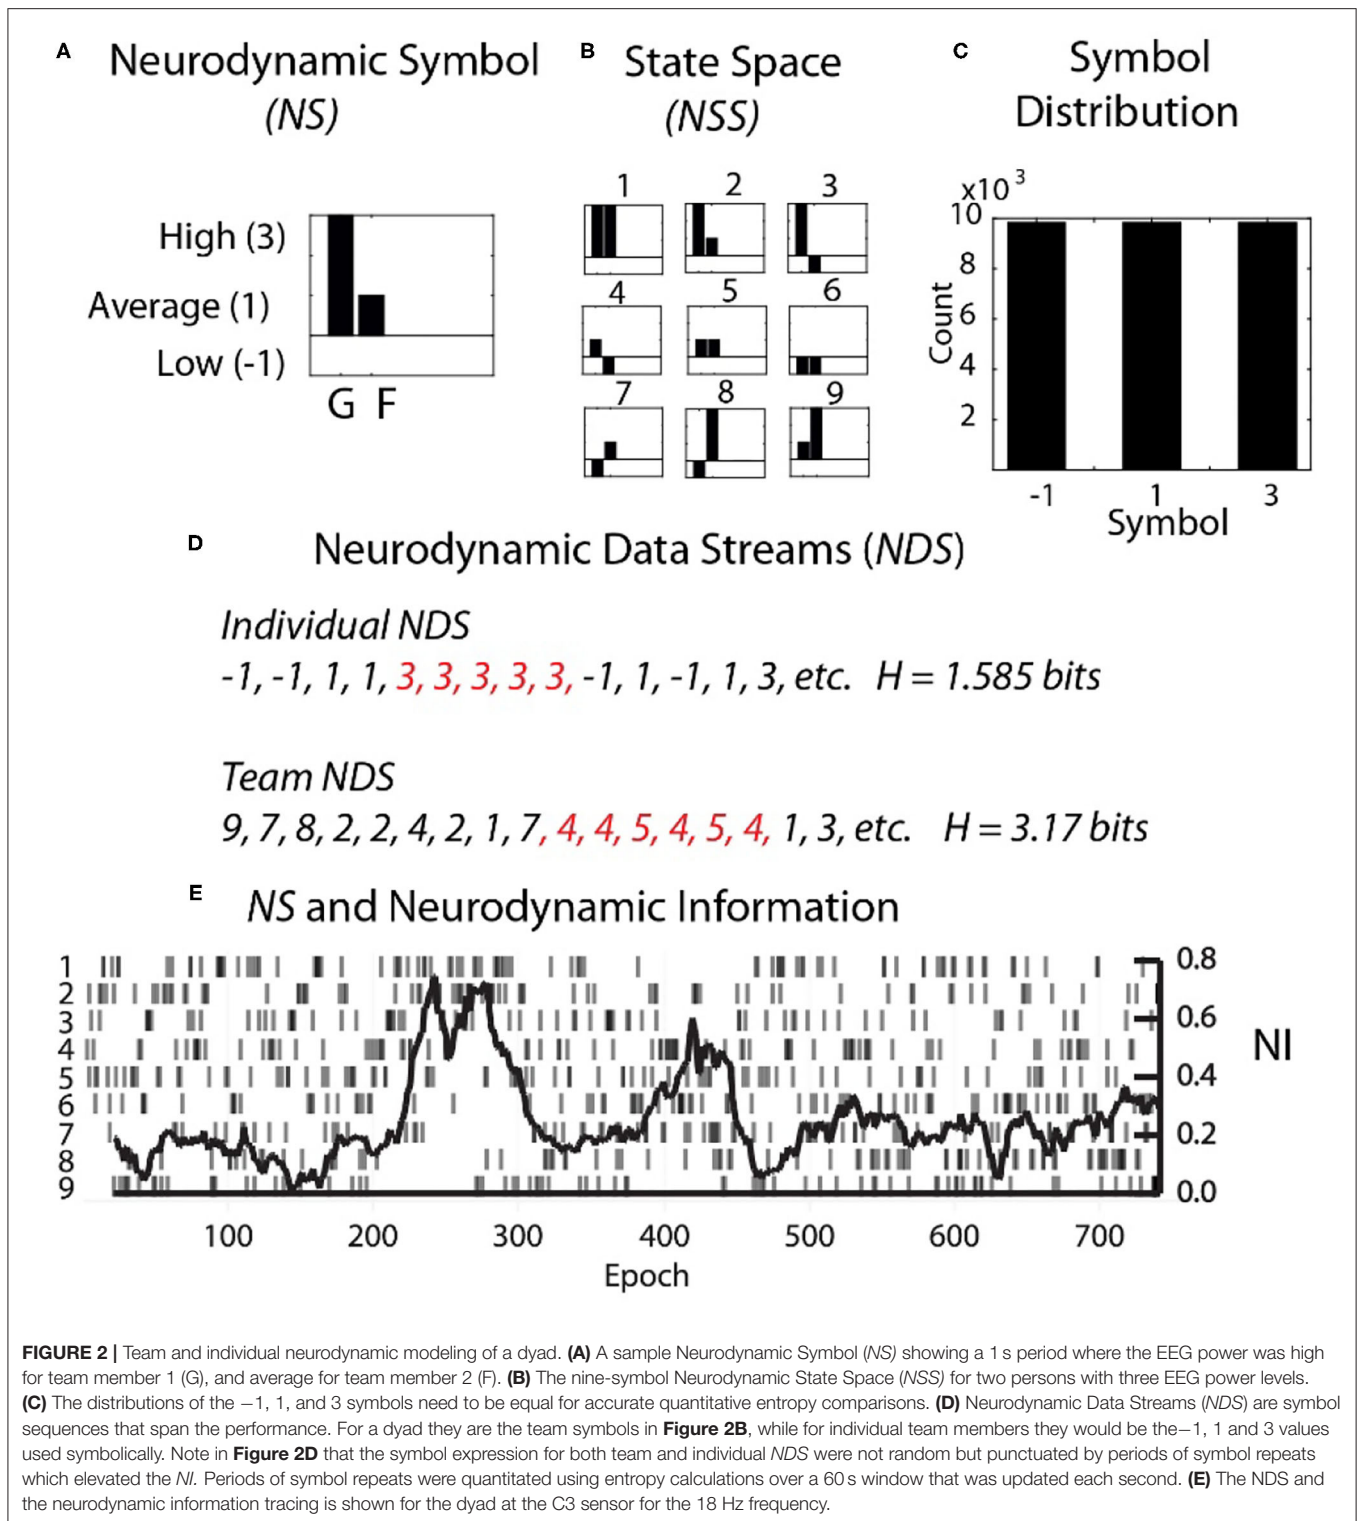 A Neurodynamic Symbol
(NS)
High (3)
Average (1)
Low (-1)
G F
B State Space
(NSS)
1 2 3
4 5 6
7 8 9
C Symbol
Distribution
x10 3
10
8
6
4
2
Count
-1 1 3
Symbol
D Neurodynamic Data Streams (NDS)
Individual NDS
-1, -1, 1, 1, 3, 3, 3, 3, 3, -1, 1, -1, 1, 3, etc. H = 1.585 bits
Team NDS
9, 7, 8, 2, 2, 4, 2, 1, 7, 4, 4, 5, 4, 5, 4, 1, 3, etc. H = 3.17 bits
E NS and Neurodynamic Information
1
2
3
4
5
6
7
8
9
0.8
0.6
0.4
0.2
0.0
NI
100 200 300 400 500 600 700
Epoch
FIGURE 2 | Team and individual neurodynamic modeling of a dyad. (A) A sample Neurodynamic Symbol (NS) showing a 1 s period where the EEG power was high
for team member 1 (G), and average for team member 2 (F). (B) The nine-symbol Neurodynamic State Space (NSS) for two persons with three EEG power levels.
(C) The distributions of the −1, 1, and 3 symbols need to be equal for accurate quantitative entropy comparisons. (D) Neurodynamic Data Streams (NDS) are symbol
sequences that span the performance. For a dyad they are the team symbols in Figure 2B, while for individual team members they would be the−1, 1 and 3 values
used symbolically. Note in Figure 2D that the symbol expression for both team and individual NDS were not random but punctuated by periods of symbol repeats
which elevated the NI. Periods of symbol repeats were quantitated using entropy calculations over a 60 s window that was updated each second. (E) The NDS and
the neurodynamic information tracing is shown for the dyad at the C3 sensor for the 18 Hz frequency.